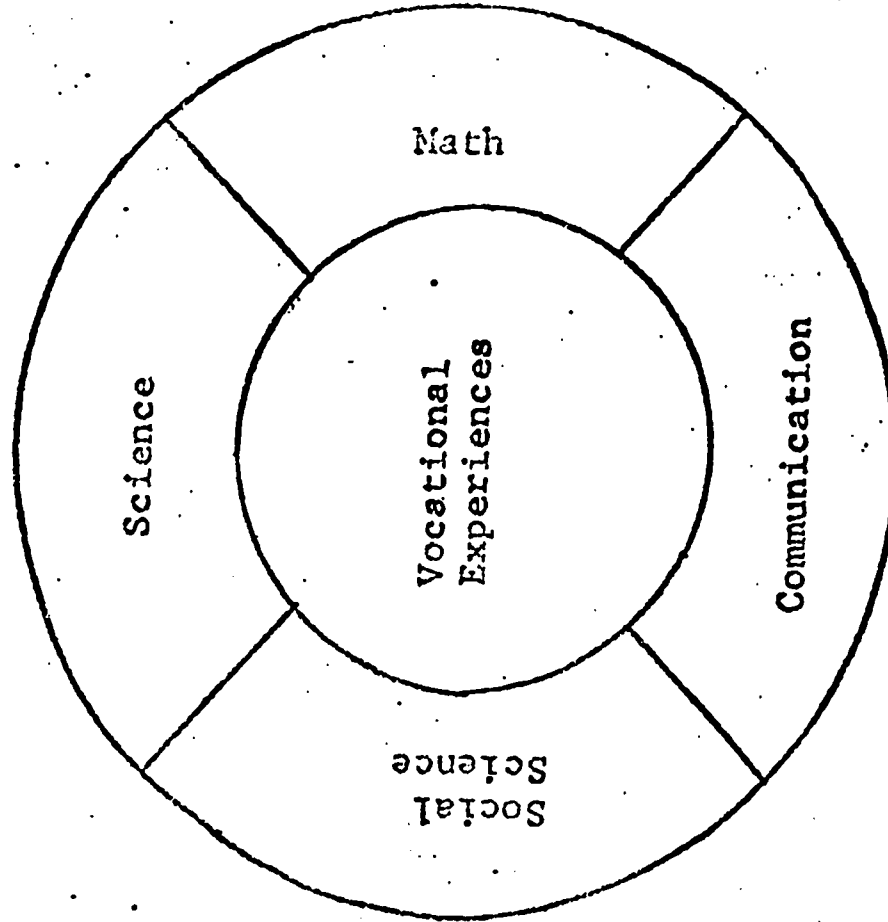 Math
Science
Vocational
Experiences
Communication
Social
Science